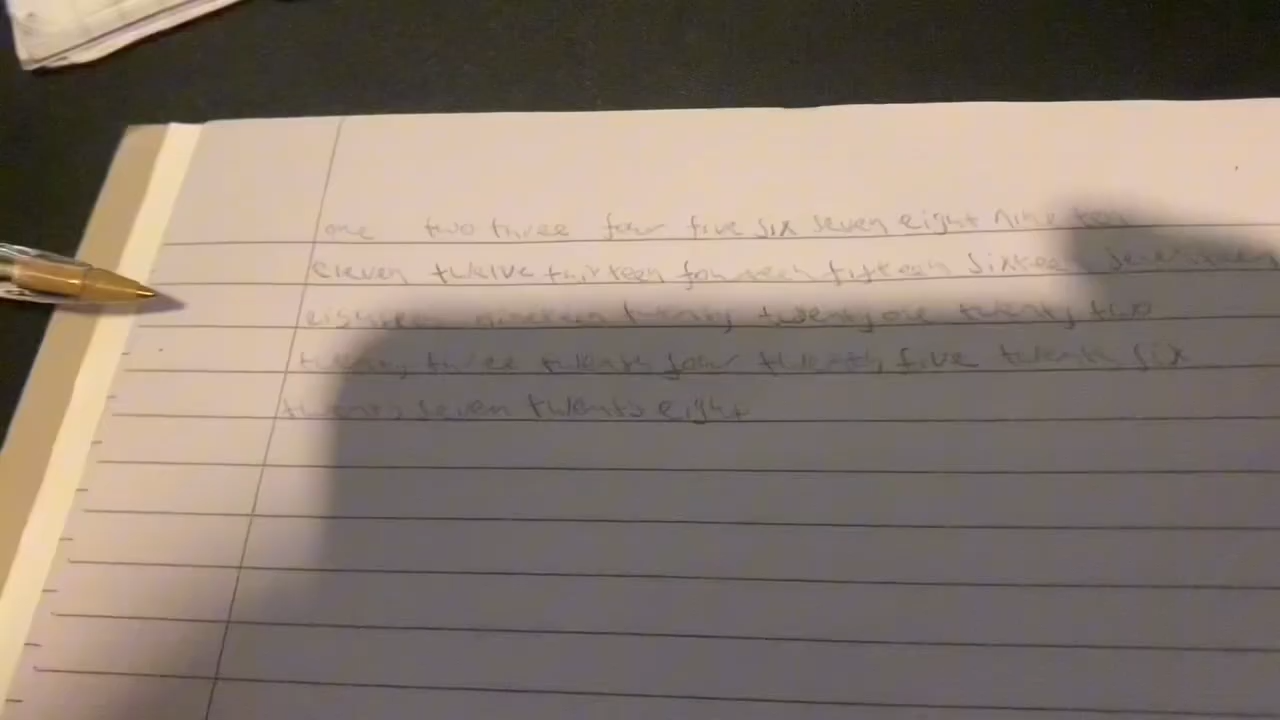 one two three four five six seven eight nine ten
eleven twelve thirteen fourteen fifteen sixteen seventeen
eighteen nineteen twenty twenty one twenty two
twenty three twenty four twenty five twenty six
twenty seven twenty eight